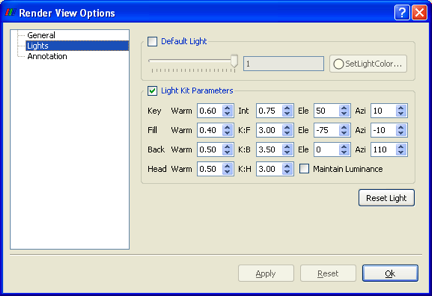 Render View Options
General
Lights
Annotation
Default Light
1
SetLightColor...
Light Kit Parameters
Key Warm 0.60 Int 0.75 Ele 50 Azi 10
Fill Warm 0.40 K:F 3.00 Ele -75 Azi -10
Back Warm 0.50 K:B 3.50 Ele 0 Azi 110
Head Warm 0.50 K:H 3.00 Maintain Luminance
Reset Light
Apply Reset Ok